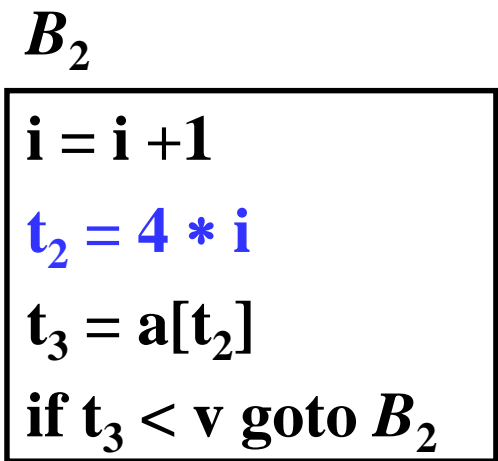 B₂
i = i +1
t₂ = 4 * i
t₃ = a[t₂]
if t₃ < v goto B₂